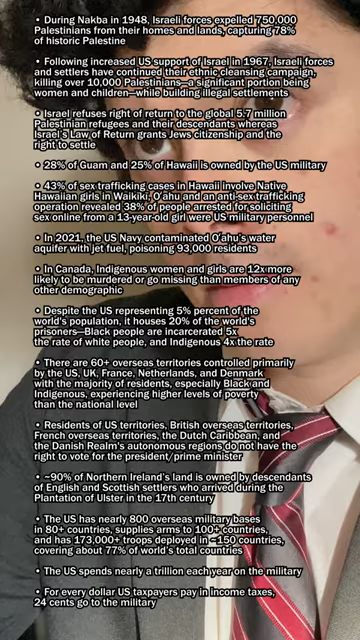 • During Nakba in 1948, Israeli forces expelled 750,000
Palestinians from their homes and lands, capturing 78%
of historic Palestine
• Following increased US support of Israel in 1967, Israeli forces
and settlers have continued their ethnic cleansing campaign,
killing over 10,000 Palestinians—a significant portion being
women and children—while building illegal settlements
• Israel refuses right of return to the global 5.7 million
Palestinian refugees and their descendants whereas
Israel's Law of Return grants Jews citizenship and the
right to settle
• 28% of Guam and 25% of Hawaii is owned by the US military
• 43% of sex trafficking cases in Hawaii involve Native
Hawaiian girls in Waikiki, O'ahu and an anti-sex trafficking
operation revealed 38% of people arrested for soliciting
sex online from a 13-year-old girl were US military personnel
• In 2021, the US Navy contaminated O'ahu's water
aquifer with jet fuel, poisoning 93,000 residents
• In Canada, Indigenous women and girls are 12x more
likely to be murdered or go missing than members of any
other demographic
• Despite the US representing 5% percent of the
world's population, it houses 20% of the world's
prisoners—Black people are incarcerated 5x
the rate of white people, and Indigenous 4x the rate
• There are 60+ overseas territories controlled primarily
by the US, UK, France, Netherlands, and Denmark
with the majority of residents, especially Black and
Indigenous, experiencing higher levels of poverty
than the national level
• Residents of US territories, British overseas territories,
French overseas territories, the Dutch Caribbean, and
the Danish Realm's autonomous regions do not have the
right to vote for the president/prime minister
• ~90% of Northern Ireland's land is owned by descendants
of English and Scottish settlers who arrived during the
Plantation of Ulster in the 17th century
• The US has nearly 800 overseas military bases
in 80+ countries, supplies arms to 100+ countries,
and has 173,000+ troops deployed in ~150 countries,
covering about 77% of world's total countries
• The US spends nearly a trillion each year on the military
• For every dollar US taxpayers pay in income taxes,
24 cents go to the military